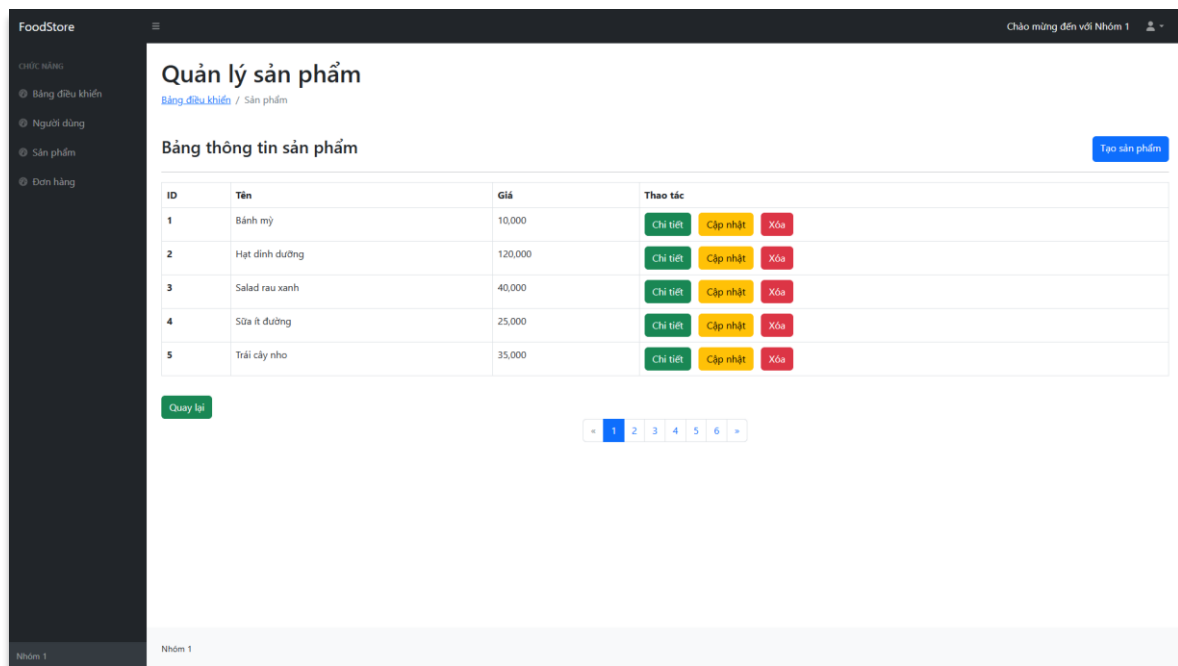 FoodStore
Chào mừng đến với Nhóm 1
CHỨC NĂNG
Bảng điều khiển
Người dùng
Sản phẩm
Đơn hàng
Quản lý sản phẩm
Bảng điều khiển / Sản phẩm
Bảng thông tin sản phẩm
Tạo sản phẩm
ID Tên Giá Thao tác
1 Bánh mỳ 10,000 Chi tiết Cập nhật Xóa
2 Hạt dinh dưỡng 120,000 Chi tiết Cập nhật Xóa
3 Salad rau xanh 40,000 Chi tiết Cập nhật Xóa
4 Sữa ít đường 25,000 Chi tiết Cập nhật Xóa
5 Trái cây nho 35,000 Chi tiết Cập nhật Xóa
Quay lại
« 1 2 3 4 5 6 »
Nhóm 1
Nhóm 1